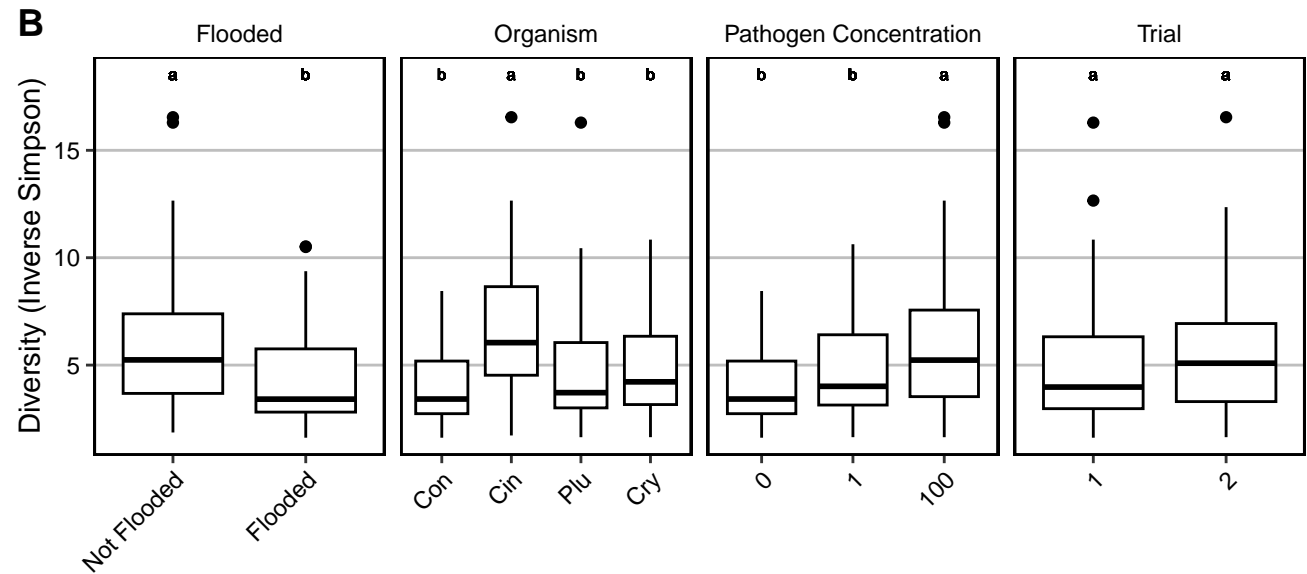 B
Flooded Organism Pathogen Concentration Trial
a b b a b b b b a a a
Diversity (Inverse Simpson)
15
10
5
Not Flooded Flooded Con Cin Plu Cry 0 1 100 1 2